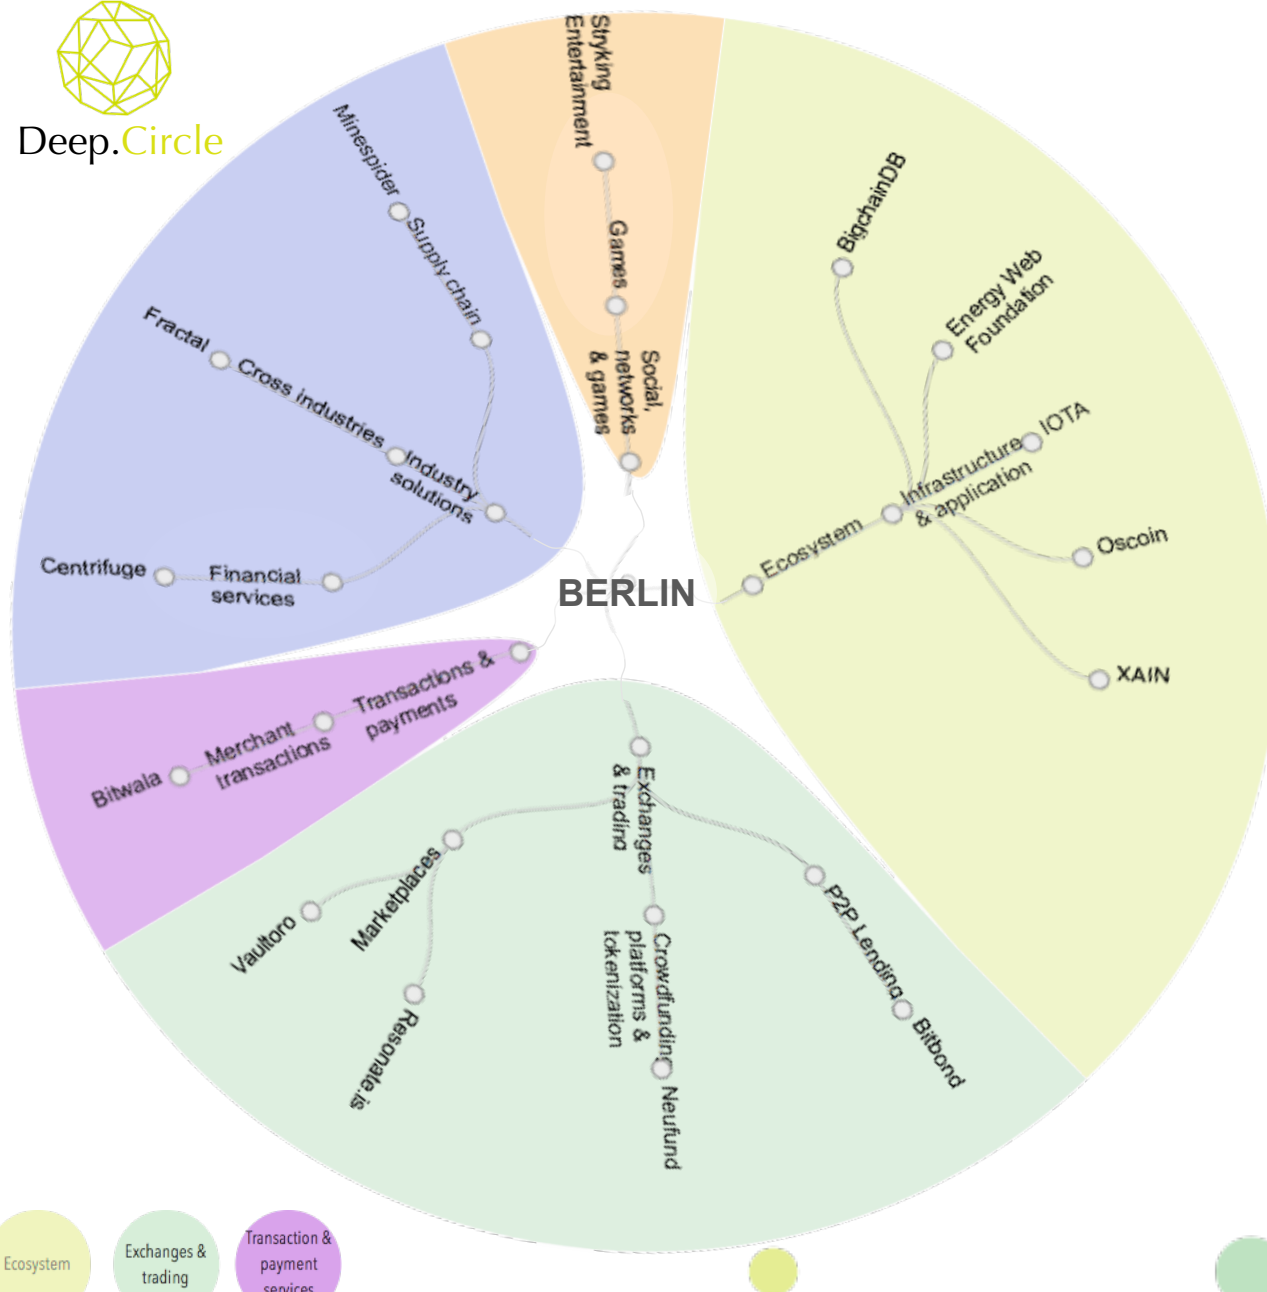 Deep.Circle
Stryking
Entertainment
Games
Social,
networks
& games
Minespider
Supply chain
Fractal
Cross industries
Industry
solutions
Centrifuge
Financial
services
BigchainDB
Energy Web
Foundation
IOTA
Infrastructure
& application
Ecosystem
Oscoin
XAIN
BERLIN
Transactions &
payments
Merchant
transactions
Bitwala
Exchanges
& trading
Marketplaces
Vaultoro
Resonate.is
Crowdfunding
platforms &
tokenization
Neufund
P2P Lending
Bitbond
Ecosystem
Exchanges &
trading
Transaction &
payment
services